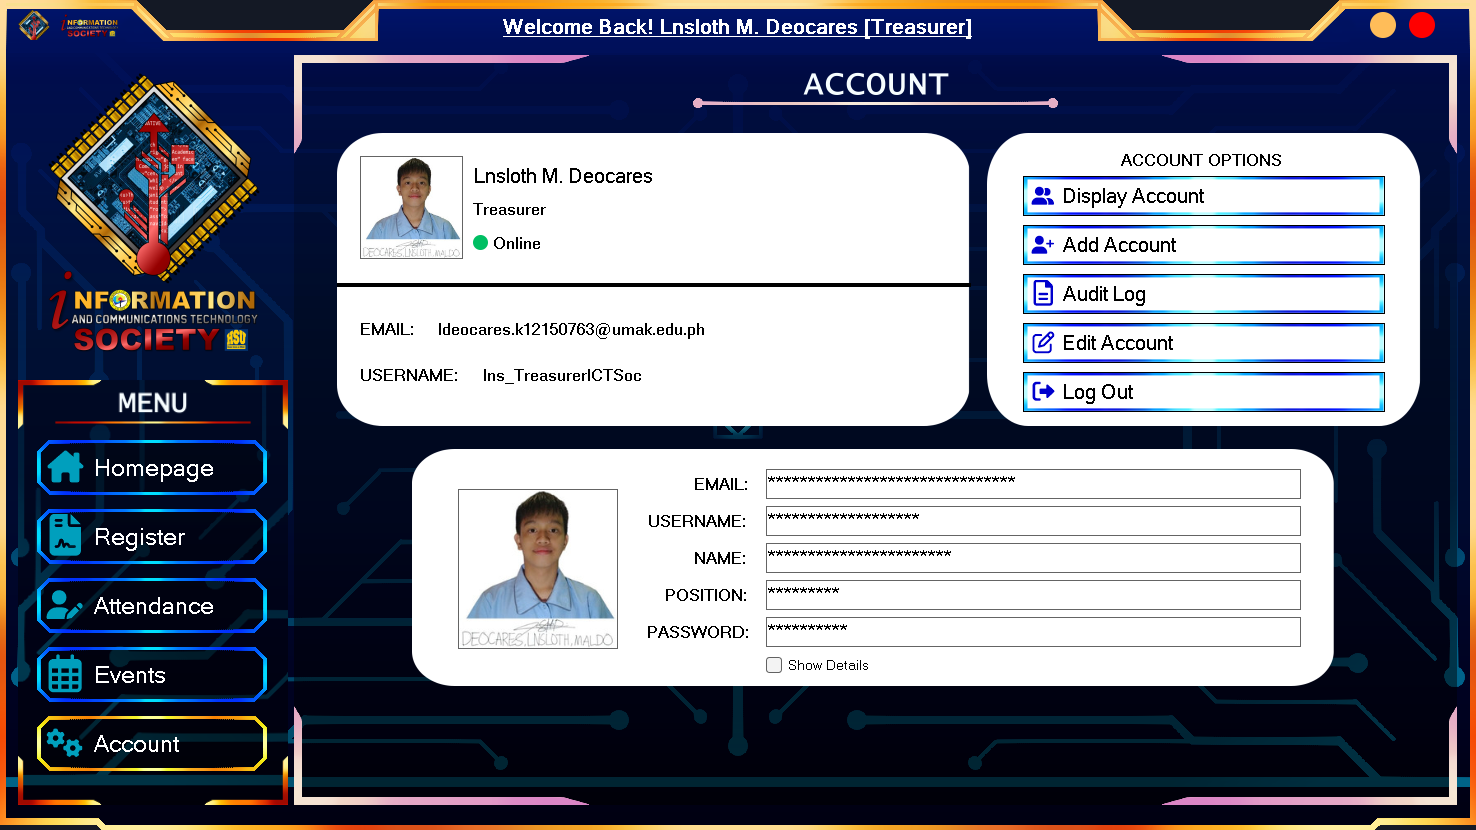 iNFORMATION
SOCIETY
Welcome Back! Lnsloth M. Deocares [Treasurer]
iNFORMATION
AND COMMUNICATIONS TECHNOLOGY
SOCIETY
HSU
MENU
Homepage
Register
Attendance
Events
Account
ACCOUNT
Lnsloth M. Deocares
Treasurer
Online
DEOCARES, LNSLOTH, MALDO
EMAIL: ldeocares.k12150763@umak.edu.ph
USERNAME: lns_TreasurerICTSoc
ACCOUNT OPTIONS
Display Account
Add Account
Audit Log
Edit Account
Log Out
DEOCARES, LNSLOTH, MALDO
EMAIL: *******************************
USERNAME: *******************
NAME: ***********************
POSITION: *********
PASSWORD: **********
Show Details